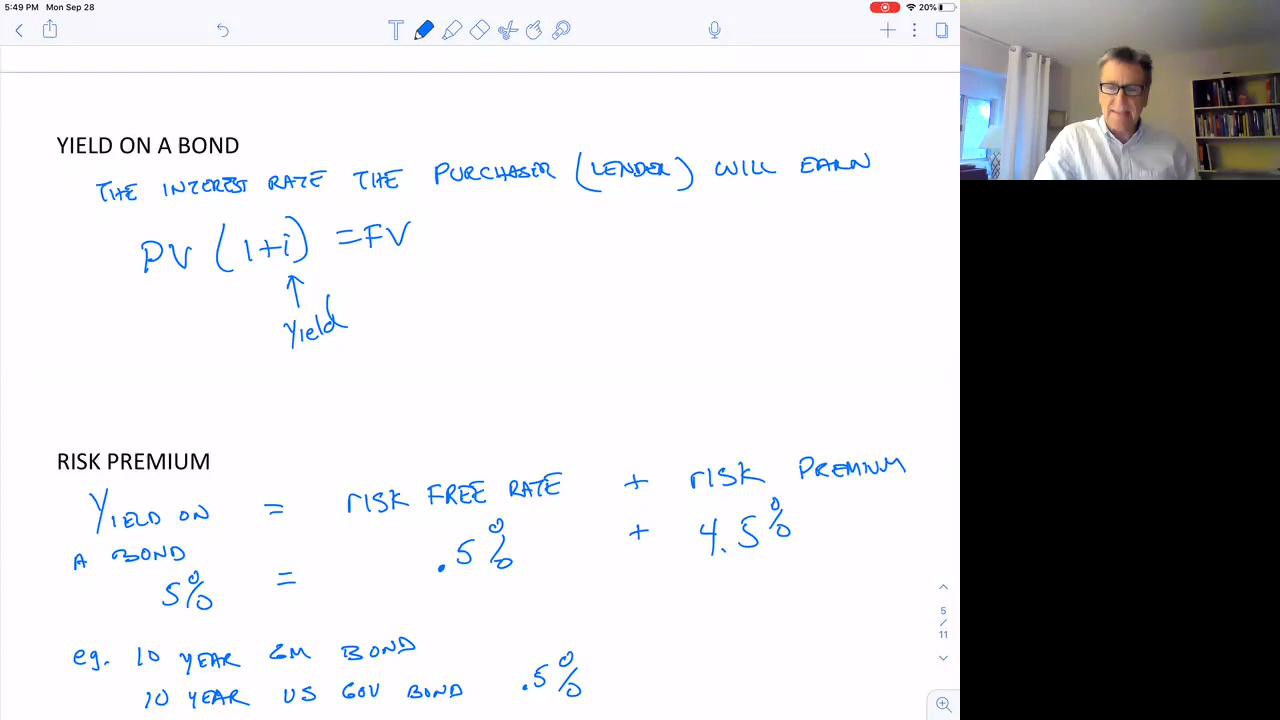 5:49 PM Mon Sep 28
20%
YIELD ON A BOND
THE INTEREST RATE THE PURCHASER (LENDER) WILL EARN
PV (1+i) = FV
↑
Yield
RISK PREMIUM
YIELD ON A BOND = RISK FREE RATE + RISK PREMIUM
5% = .5% + 4.5%
eg. 10 YEAR GM BOND
10 YEAR US GOV BOND .5%
5
/
11